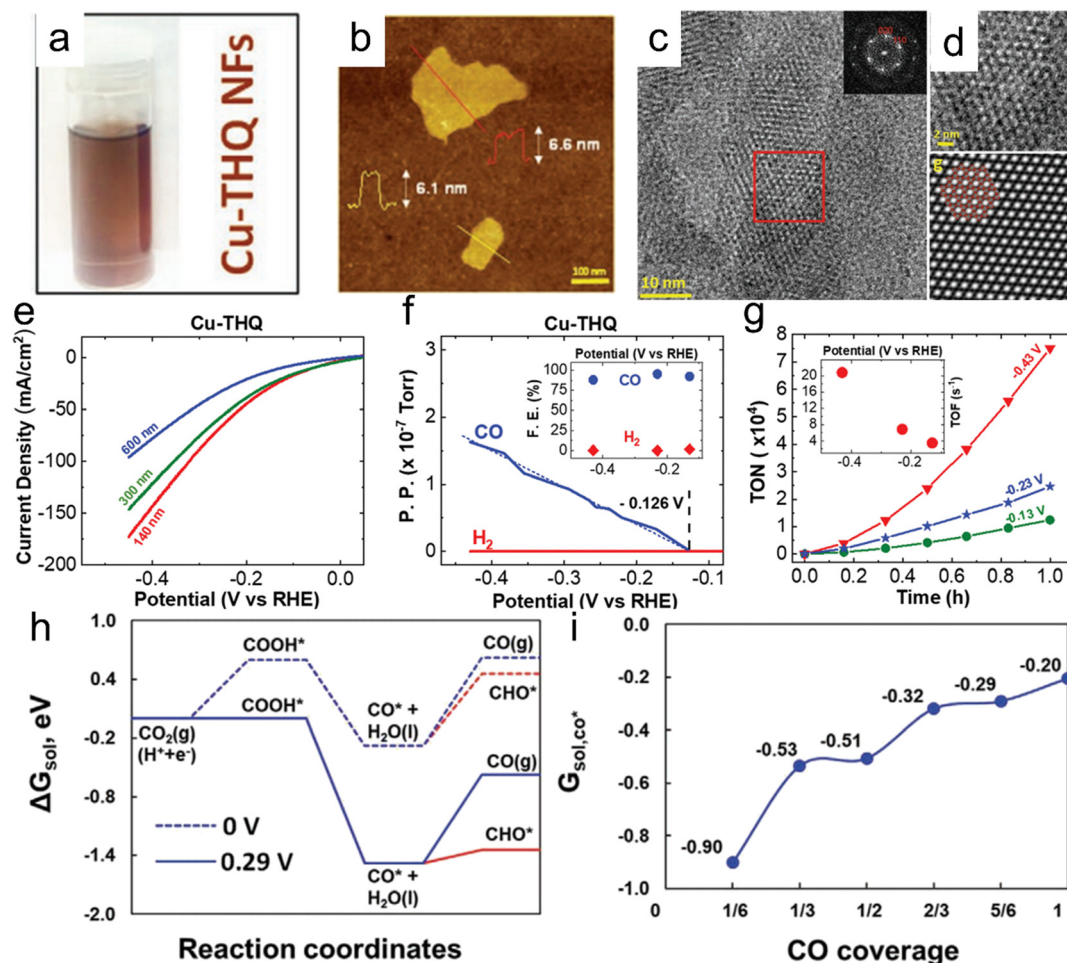 a
Cu-THQ NFs
b
6.6 nm
6.1 nm
100 nm
c
10 nm
d
g
e
Cu-THQ
Current Density (mA/cm²)
0
-50
-100
-150
-200
600 nm
300 nm
140 nm
-0.4
-0.2
0.0
Potential (V vs RHE)
f
Cu-THQ
P. P. (x 10⁻⁷ Torr)
3
2
1
0
Potential (V vs RHE)
-0.4
-0.2
F. E. (%)
100
75
50
25
0
CO
H₂
CO
- 0.126 V
H₂
-0.4
-0.3
-0.2
-0.1
Potential (V vs RHE)
g
TON ( x10⁴)
8
7
6
5
4
3
2
1
0
Potential (V vs RHE)
20
16
12
8
4
TOF (s⁻¹)
-0.4
-0.2
-0.43 V
-0.23 V
-0.13 V
0.0
0.2
0.4
0.6
0.8
1.0
Time (h)
h
ΔGsol, eV
1.0
0.4
-0.2
-0.8
-1.4
-2.0
COOH*
COOH*
CO₂(g)
(H⁺+e⁻)
CO* +
H₂O(l)
CO(g)
CHO*
CO(g)
CHO*
CO* +
H₂O(l)
0 V
0.29 V
Reaction coordinates
i
Gsol,co*
0.0
-0.2
-0.4
-0.6
-0.8
-1.0
-0.90
-0.53
-0.51
-0.32
-0.29
-0.20
0
1/6
1/3
1/2
2/3
5/6
1
CO coverage